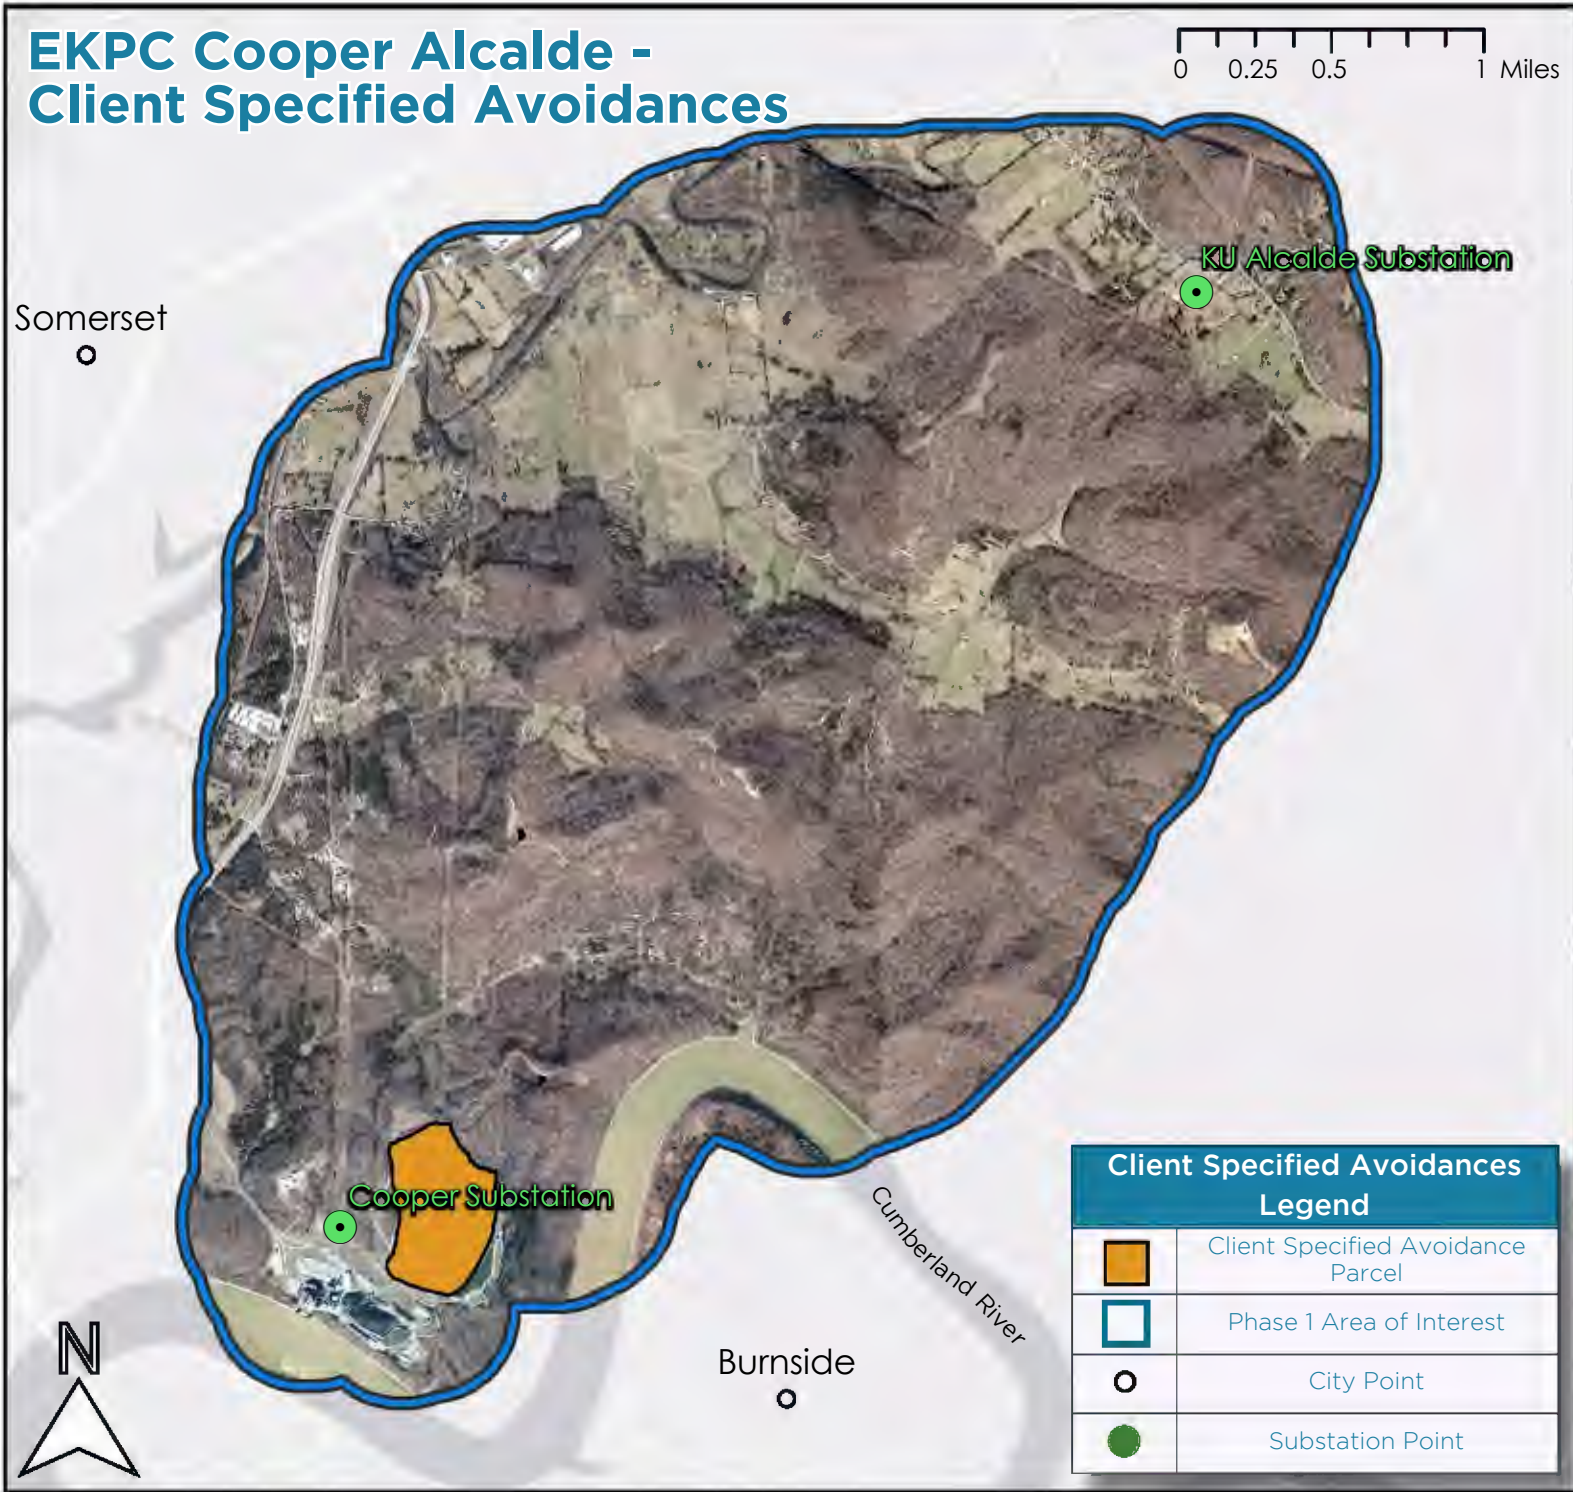 EKPC Cooper Alcalde -
Client Specified Avoidances
0 0.25 0.5 1 Miles
KU Alcalde Substation
Somerset
Cooper Substation
Cumberland River
Burnside
N
Client Specified Avoidances
Legend
Client Specified Avoidance
Parcel
Phase 1 Area of Interest
City Point
Substation Point